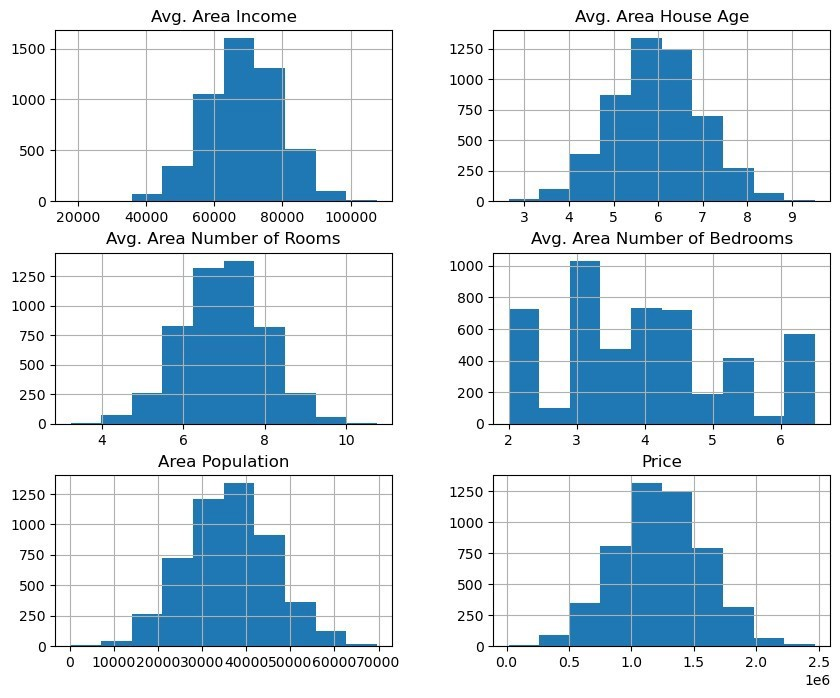 Avg. Area Income
1500
1000
500
0
20000 40000 60000 80000 100000
Avg. Area House Age
1250
1000
750
500
250
0
3 4 5 6 7 8 9
Avg. Area Number of Rooms
1250
1000
750
500
250
0
4 6 8 10
Avg. Area Number of Bedrooms
1000
800
600
400
200
0
2 3 4 5 6
Area Population
1250
1000
750
500
250
0
0 10000 20000 30000 40000 50000 60000 70000
Price
1250
1000
750
500
250
0
0.0 0.5 1.0 1.5 2.0 2.5
1e6